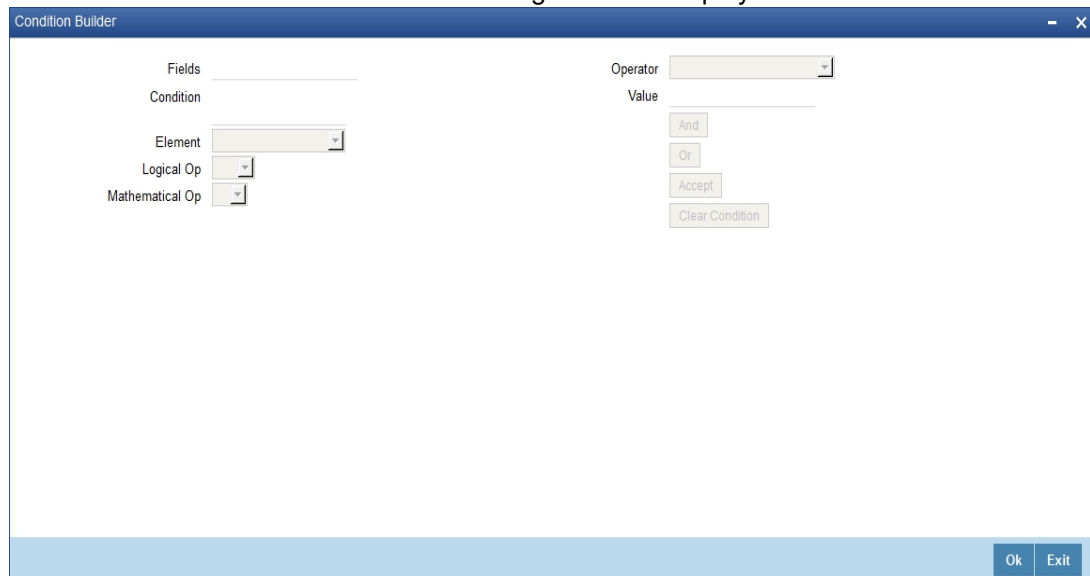 Condition Builder
Fields
Operator
Condition
Value
And
Element
Or
Logical Op
Accept
Mathematical Op
Clear Condition
Ok Exit